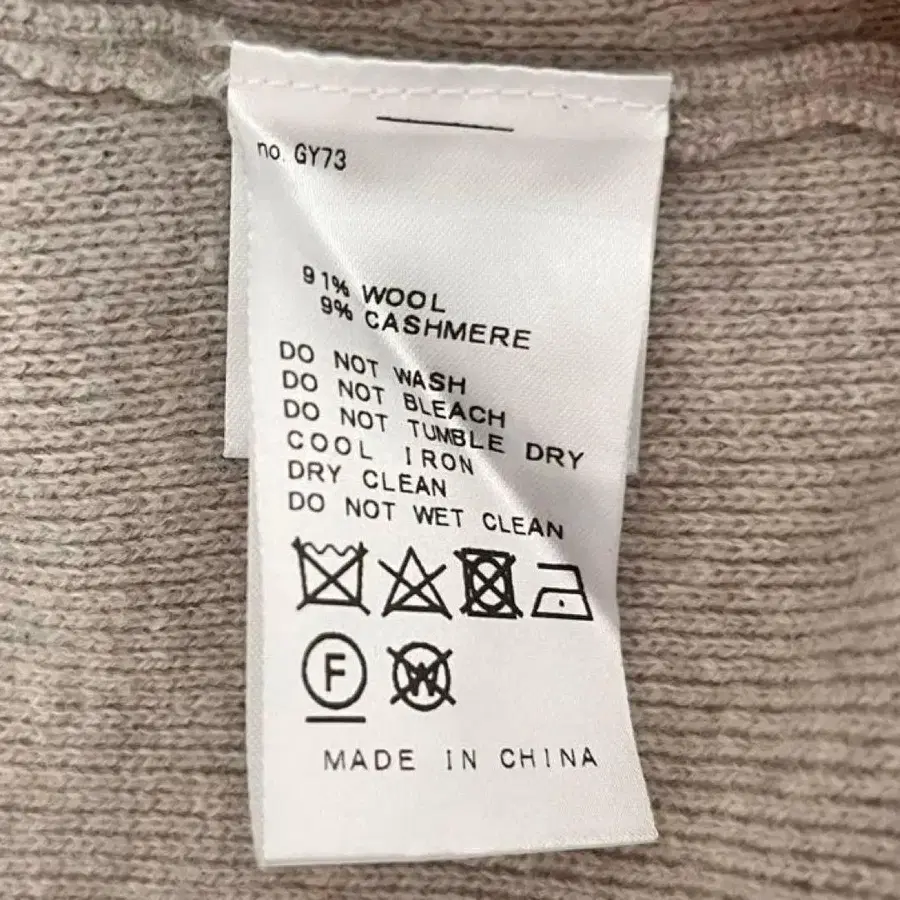 no. GY73
91% WOOL
9% CASHMERE
DO NOT WASH
DO NOT BLEACH
DO NOT TUMBLE DRY
COOL IRON
DRY CLEAN
DO NOT WET CLEAN
F W
MADE IN CHINA